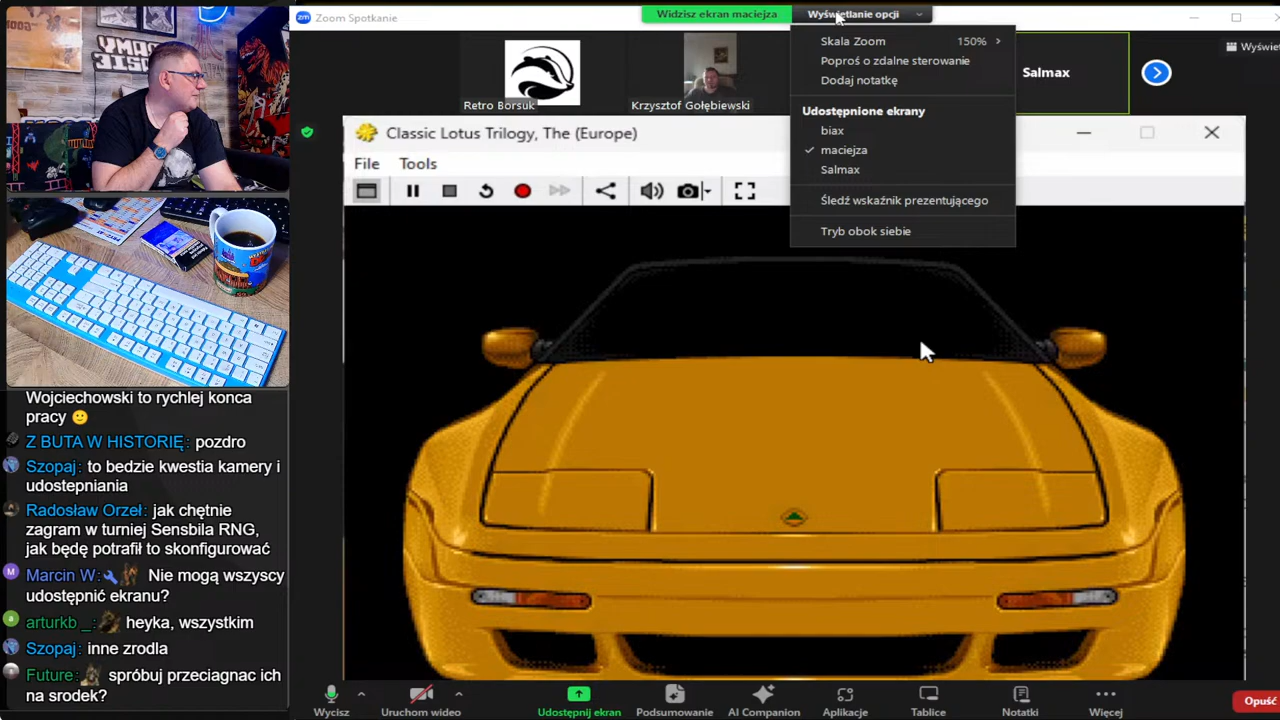 Zoom Spotkanie
Widzisz ekran maciejza
Wyświetlanie opcji
Skala Zoom 150%
Poproś o zdalne sterowanie
Dodaj notatkę
Udostępnione ekrany
biax
maciejza
Salmax
Śledź wskaźnik prezentującego
Tryb obok siebie
Wyświet
Retro Borsuk
Krzysztof Gołębiewski
Salmax
Classic Lotus Trilogy, The (Europe)
File Tools
Wojciechowski to rychlej konca
pracy
Z BUTA W HISTORIĘ: pozdro
Szopaj: to bedzie kwestia kamery i
udostepniania
Radosław Orzeł: jak chętnie
zagram w turniej Sensbila RNG,
jak będę potrafił to skonfigurować
Marcin W: Nie mogą wszyscy
udostępnić ekranu?
arturkb _: heyka, wszystkim
Szopaj: inne zrodla
Future: spróbuj przeciagnac ich
na srodek?
Wycisz
Uruchom wideo
Udostępnij ekran
Podsumowanie
AI Companion
Aplikacje
Tablice
Notatki
Więcej
Opuść